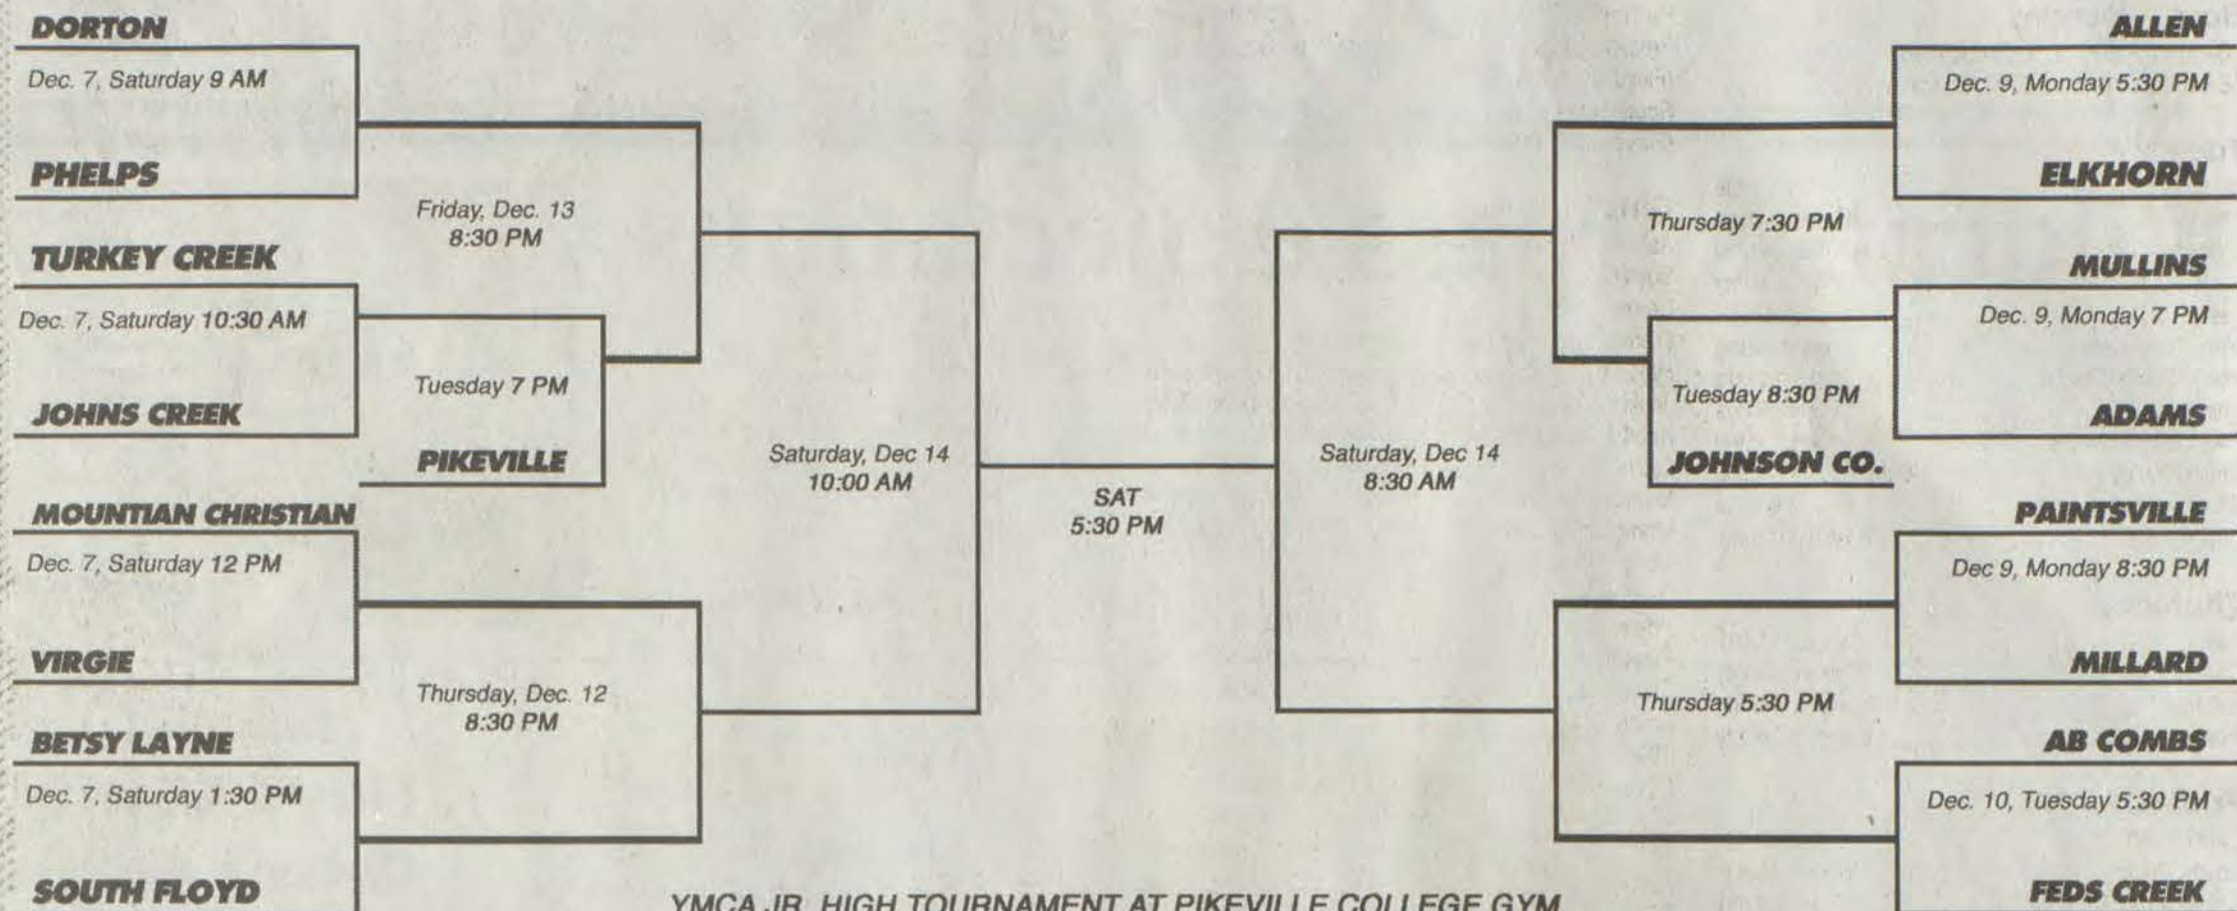 DORTON
Dec. 7, Saturday 9 AM
PHELPS
Friday, Dec. 13
8:30 PM
TURKEY CREEK
Dec. 7, Saturday 10:30 AM
JOHNS CREEK
Tuesday 7 PM
PIKEVILLE
MOUNTIAN CHRISTIAN
Dec. 7, Saturday 12 PM
VIRGIE
Thursday, Dec. 12
8:30 PM
BETSY LAYNE
Dec. 7, Saturday 1:30 PM
SOUTH FLOYD
Saturday, Dec 14
10:00 AM
SAT
5:30 PM
Saturday, Dec 14
8:30 AM
ALLEN
Dec. 9, Monday 5:30 PM
ELKHORN
Thursday 7:30 PM
MULLINS
Dec. 9, Monday 7 PM
ADAMS
Tuesday 8:30 PM
JOHNSON CO.
PAINTSVILLE
Dec 9, Monday 8:30 PM
MILLARD
Thursday 5:30 PM
AB COMBS
Dec. 10, Tuesday 5:30 PM
FEDS CREEK
YMCA JR. HIGH TOURNAMENT AT PIKEVILLE COLLEGE GYM